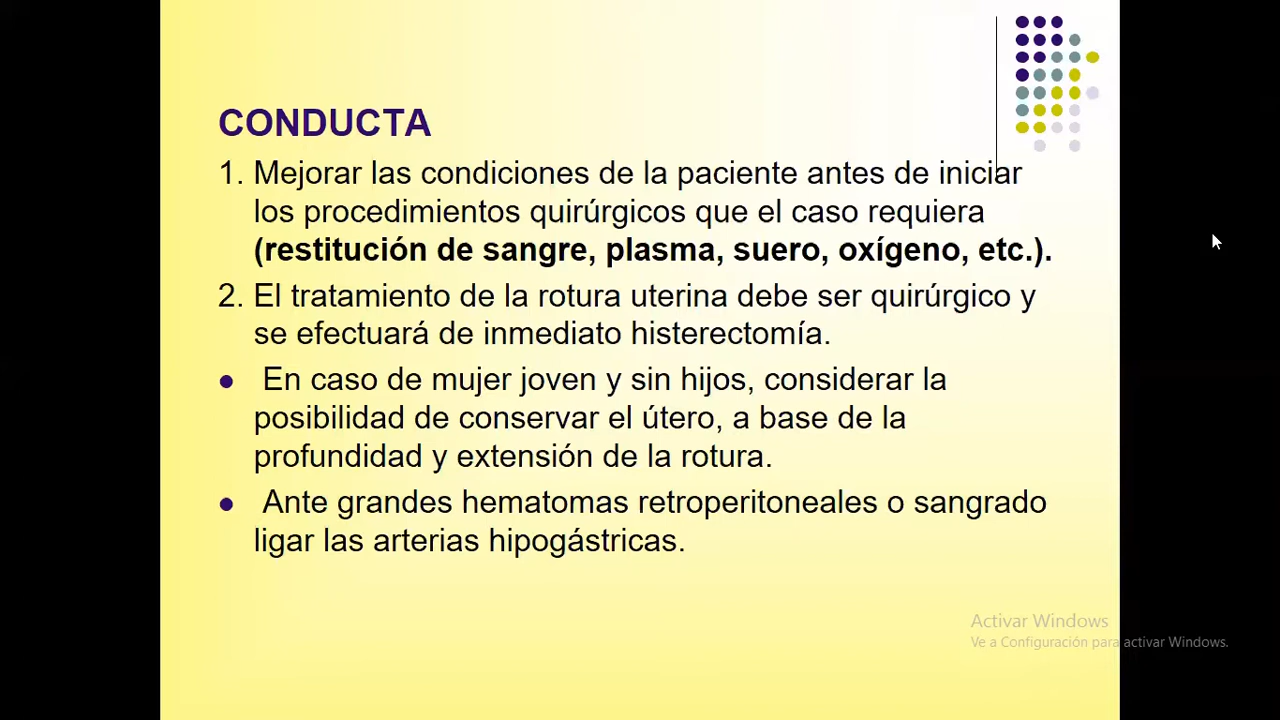 CONDUCTA
1. Mejorar las condiciones de la paciente antes de iniciar
los procedimientos quirúrgicos que el caso requiera
(restitución de sangre, plasma, suero, oxígeno, etc.).
2. El tratamiento de la rotura uterina debe ser quirúrgico y
se efectuará de inmediato histerectomía.
● En caso de mujer joven y sin hijos, considerar la
posibilidad de conservar el útero, a base de la
profundidad y extensión de la rotura.
● Ante grandes hematomas retroperitoneales o sangrado
ligar las arterias hipogástricas.
Activar Windows
Ve a Configuración para activar Windows.